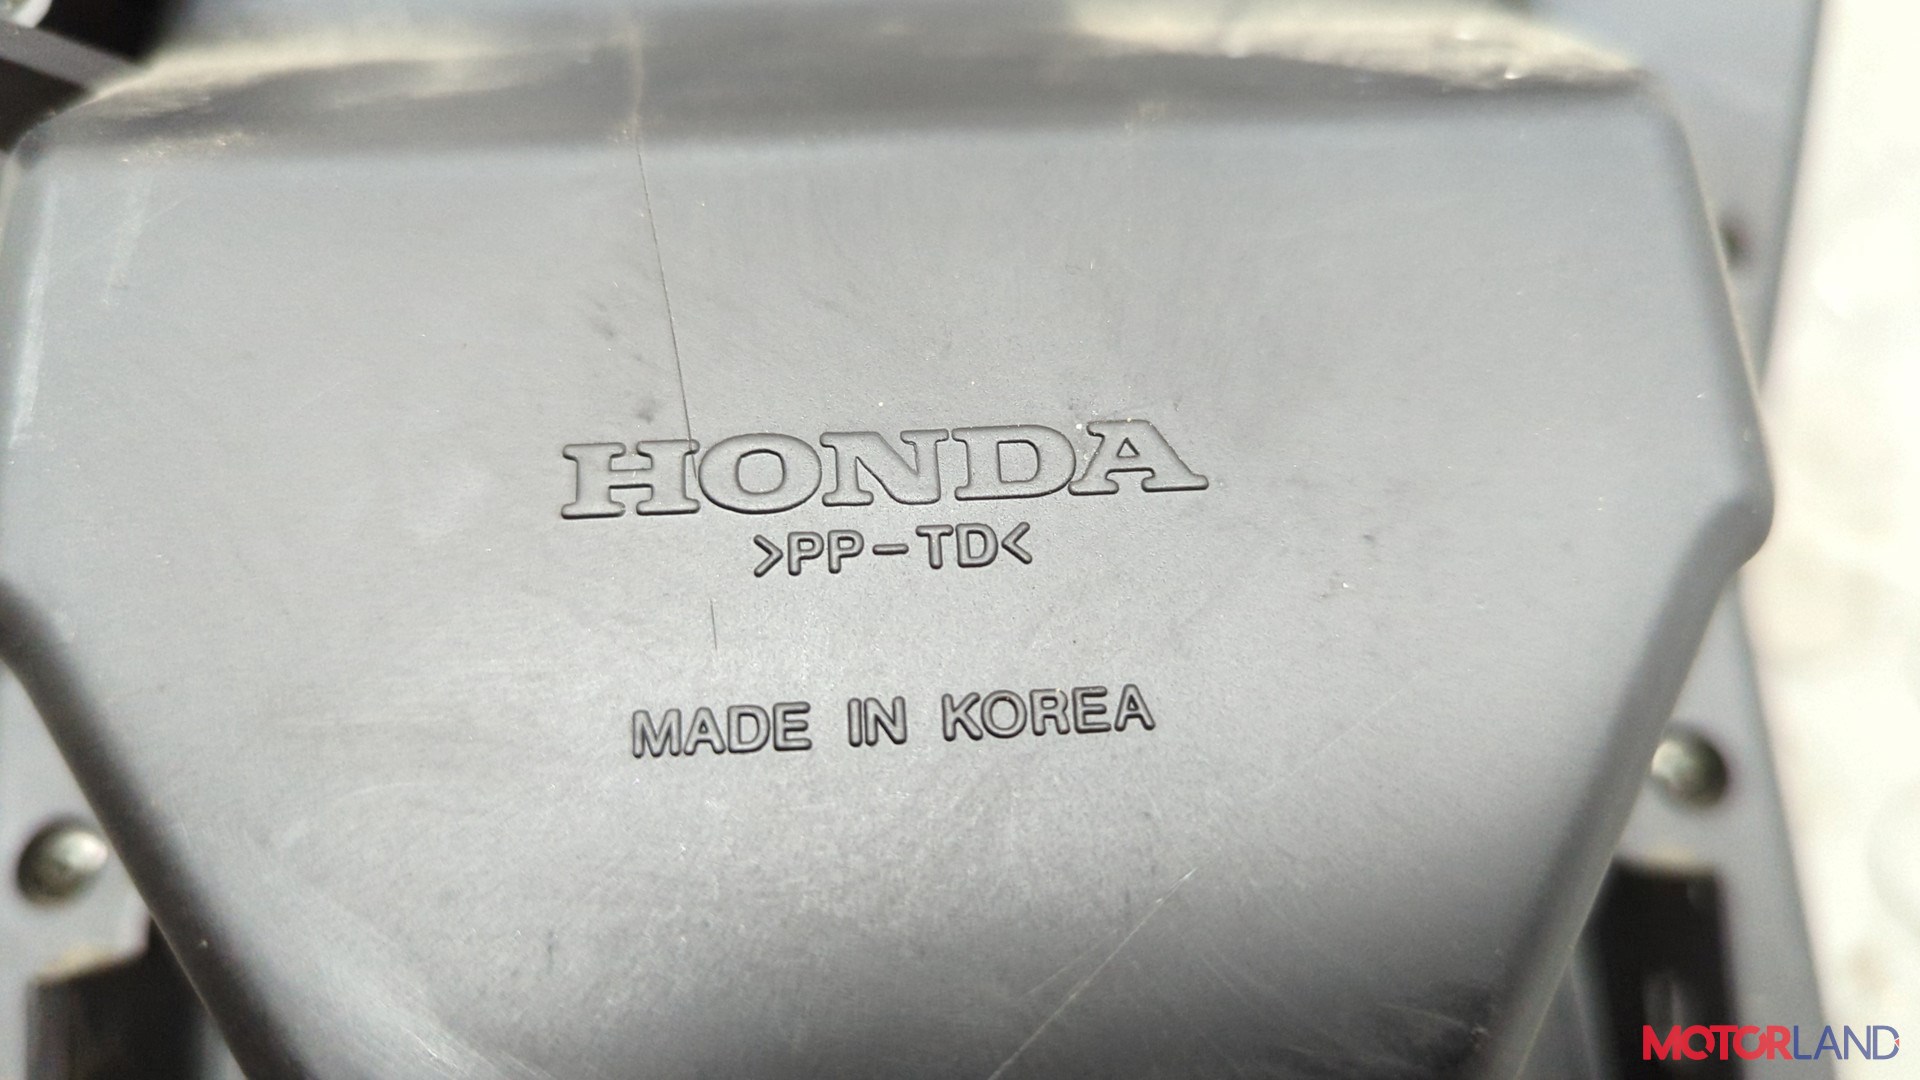 HONDA
>PP-TD<
MADE IN KOREA
MOTORLAND